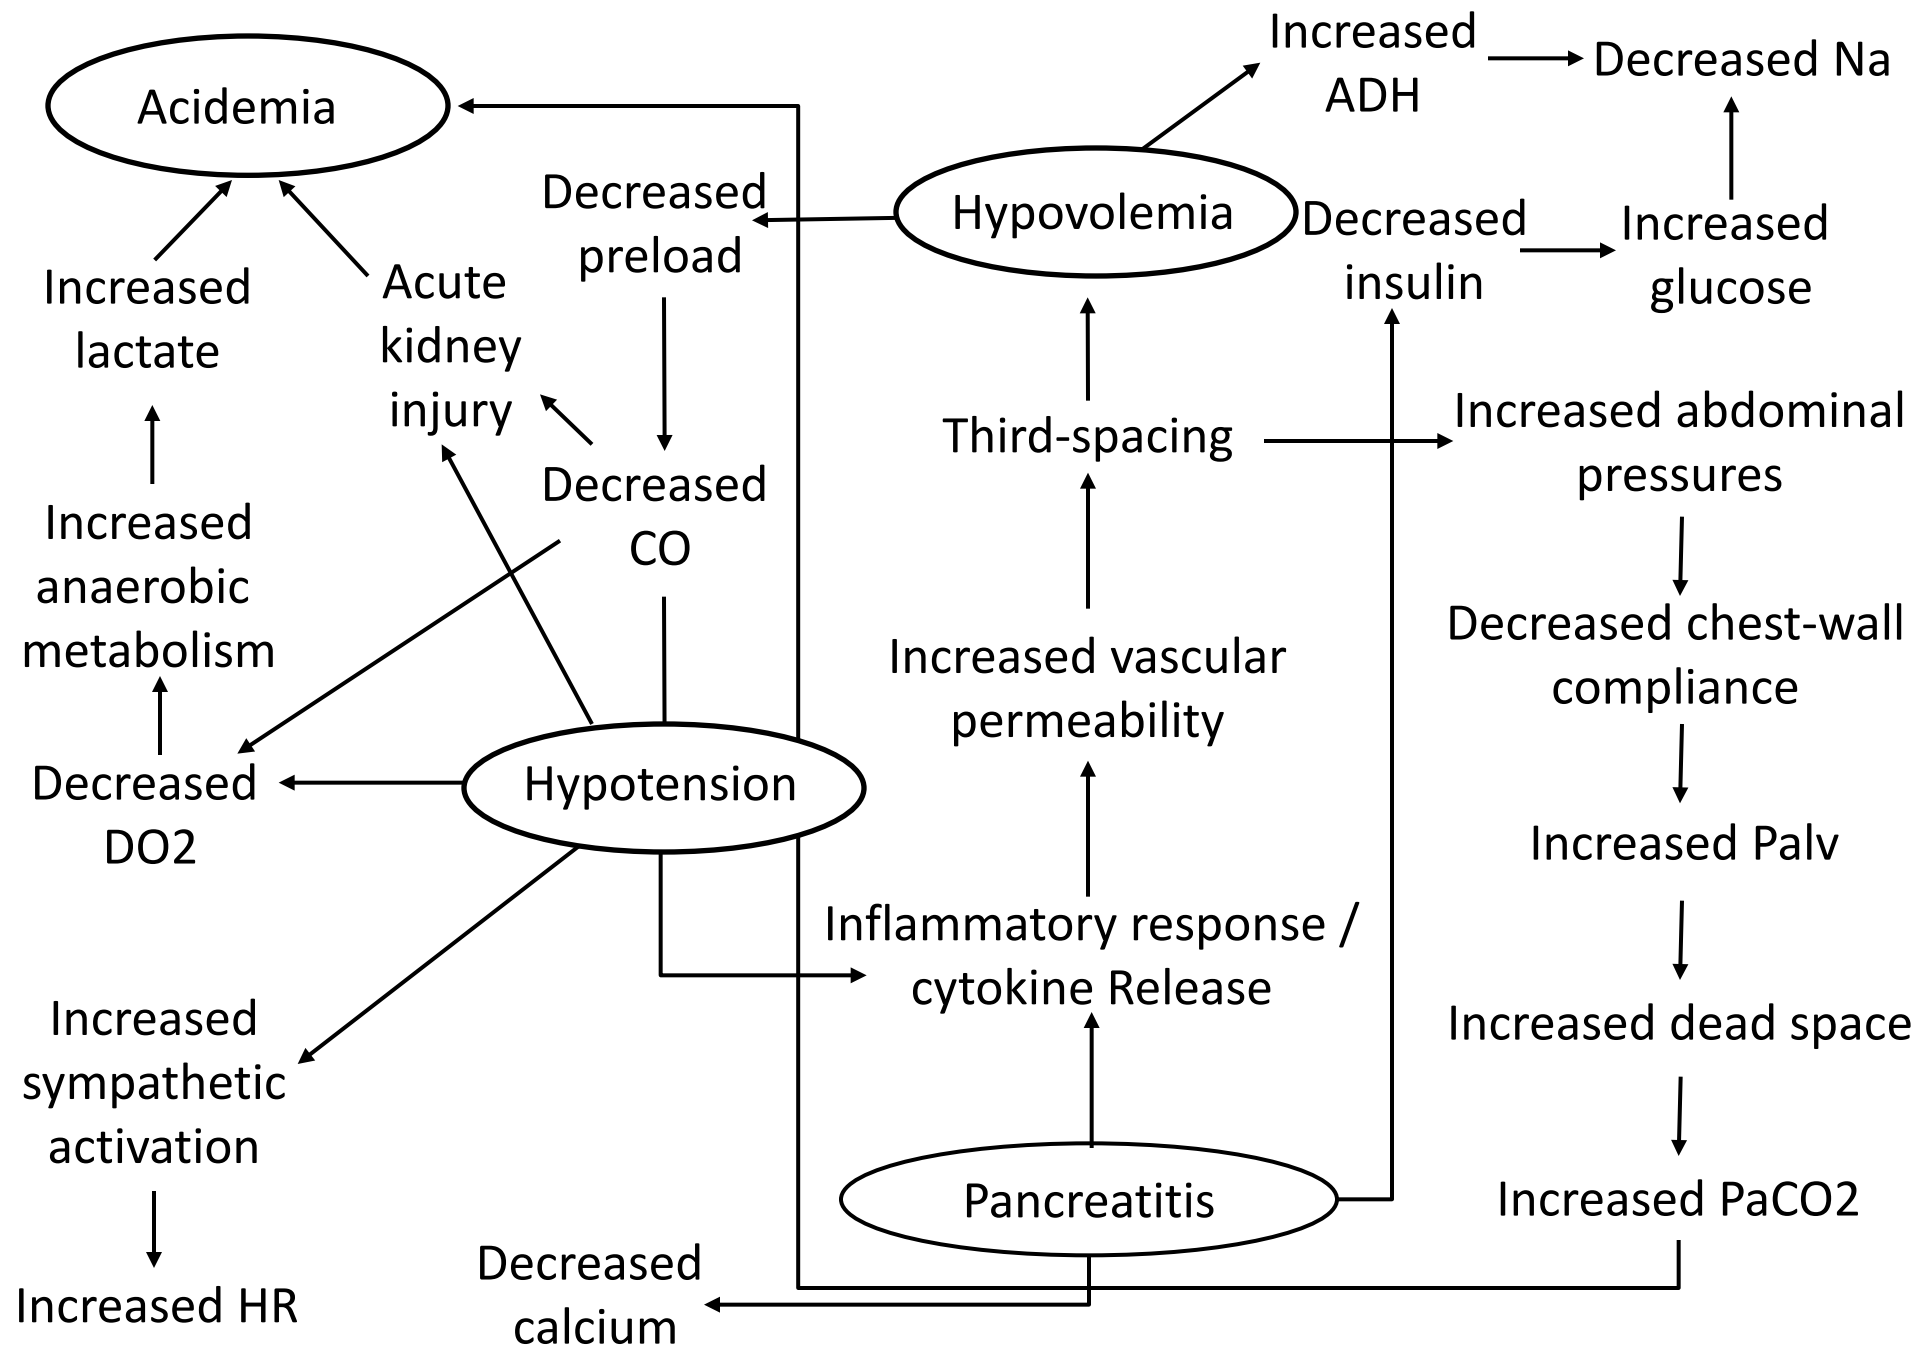 Increased
ADH
Decreased Na
Acidemia
Decreased
preload
Hypovolemia
Decreased
insulin
Increased
glucose
Increased
lactate
Acute
kidney
injury
Third-spacing
Increased abdominal
pressures
Decreased
CO
Increased
anaerobic
metabolism
Increased vascular
permeability
Decreased chest-wall
compliance
Decreased
DO2
Hypotension
Increased Palv
Inflammatory response /
cytokine Release
Increased dead space
Increased
sympathetic
activation
Pancreatitis
Increased PaCO2
Increased HR
Decreased
calcium